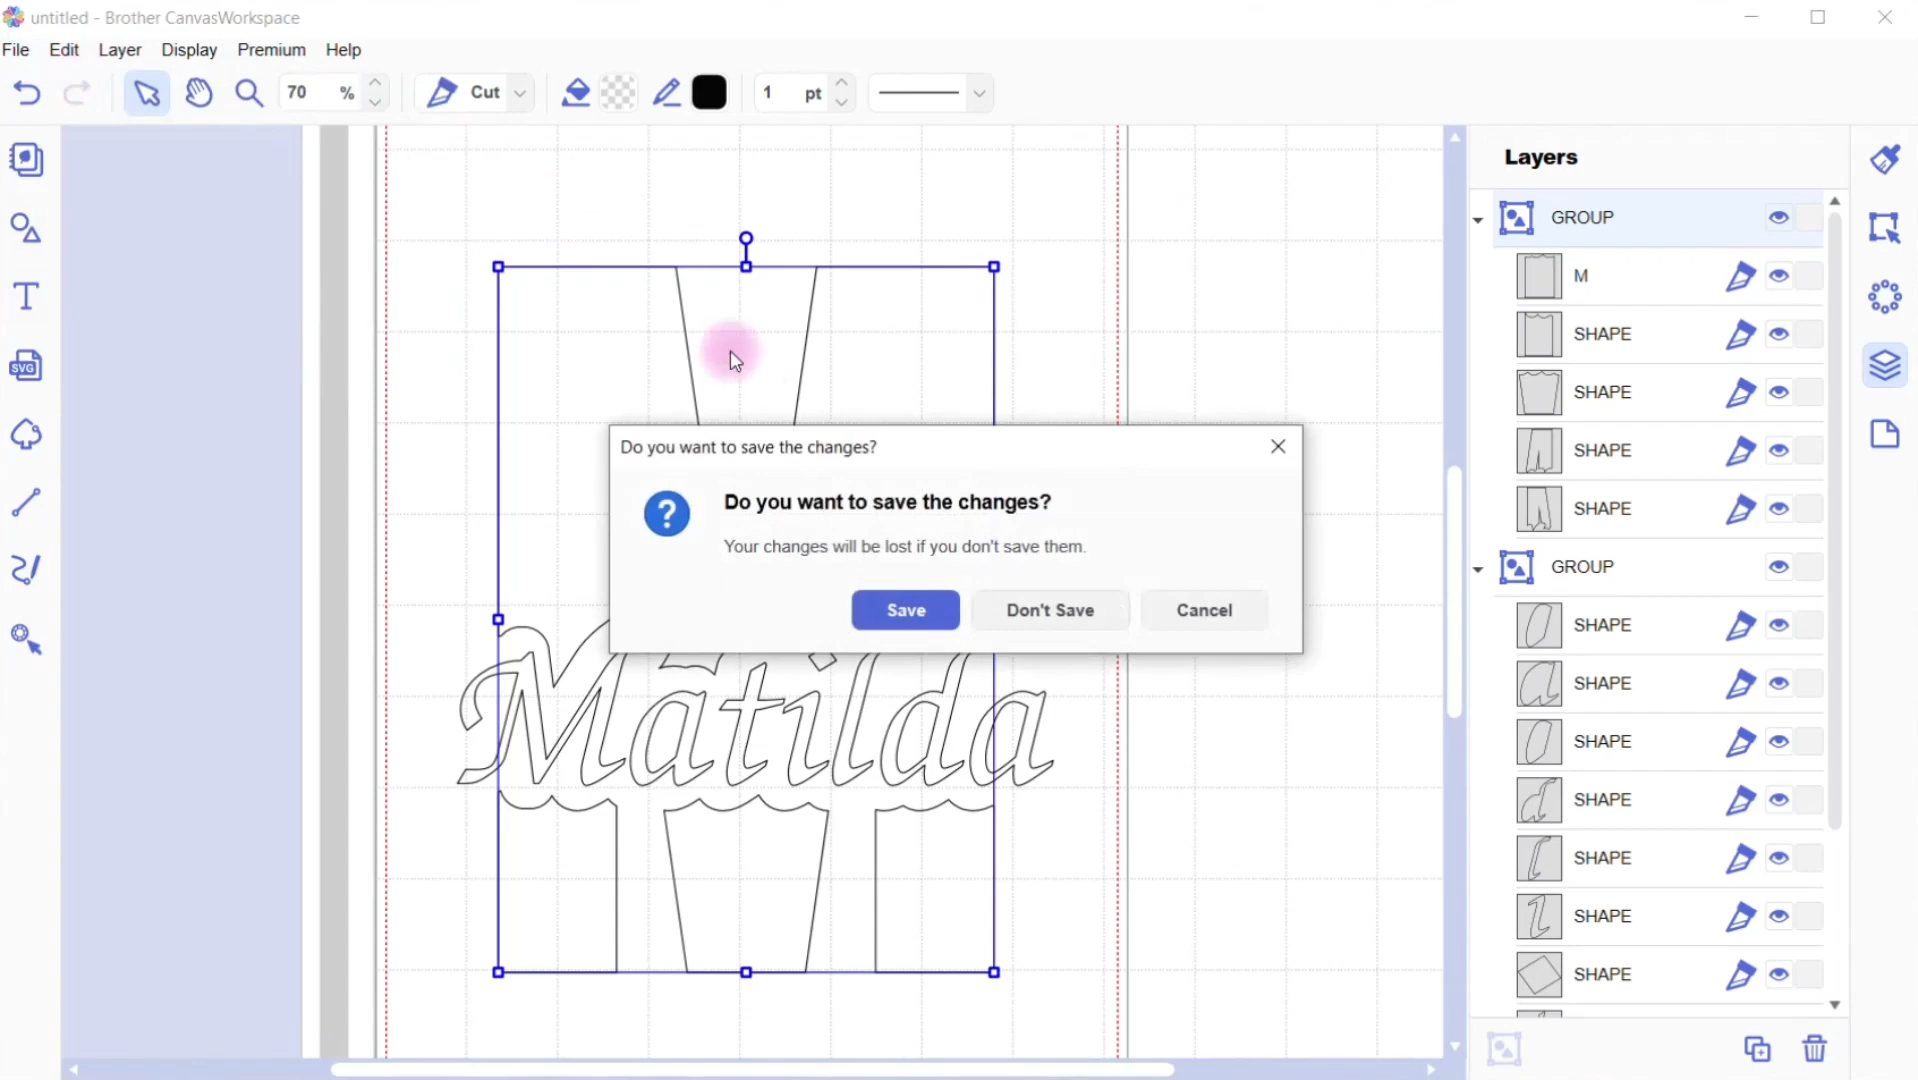 untitled - Brother CanvasWorkspace
File Edit Layer Display Premium Help
70 % Cut 1 pt
Layers
GROUP
M
SHAPE
SHAPE
SHAPE
SHAPE
GROUP
SHAPE
SHAPE
SHAPE
SHAPE
SHAPE
SHAPE
SHAPE
T
SVG
Do you want to save the changes?
?
Do you want to save the changes?
Your changes will be lost if you don't save them.
Save Don't Save Cancel
Matilda